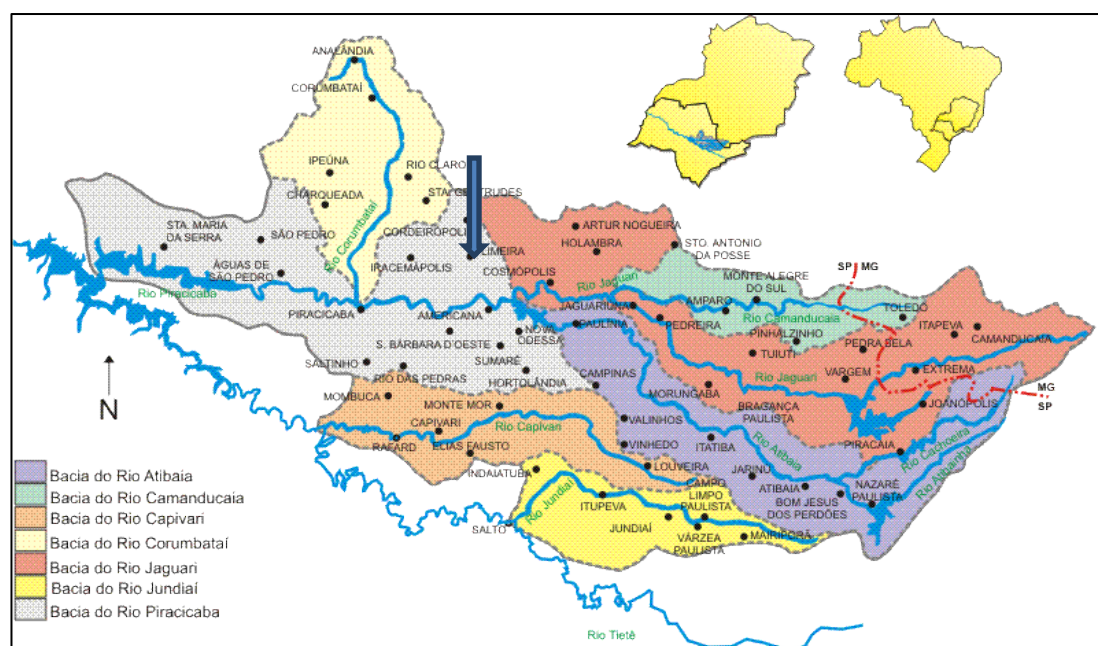 ANALÂNDIA
CORUMBATAÍ
IPEÚNA
RIO CLARO
CHARQUEADA
STA. GERTRUDES
Rio Corumbataí
CORDEIRÓPOLIS
STA. MARIA
DA SERRA
SÃO PEDRO
ÁGUAS DE
SÃO PEDRO
IRACEMÁPOLIS
LIMEIRA
ARTUR NOGUEIRA
HOLAMBRA
STO. ANTONIO
DA POSSE
COSMÓPOLIS
Rio Jaguari
MONTE ALEGRE
DO SUL
SP
MG
Rio Piracicaba
PIRACICABA
AMERICANA
JAGUARIUNA
AMPARO
Rio Camanducaia
TOLEDO
ITAPEVA
CAMANDUCAIA
PAULÍNIA
PEDREIRA
PINHALZINHO
NOVA
ODESSA
S. BÁRBARA D'OESTE
SUMARÉ
TUIUTI
PEDRA BELA
SALTINHO
RIO DAS PEDRAS
HORTOLÂNDIA
CAMPINAS
Rio Jaguari
VARGEM
EXTREMA
MG
SP
MOMBUCA
MONTE MOR
MORUNGABA
BRAGANÇA
PAULISTA
JOANÓPOLIS
N
CAPIVARI
Rio Capivari
VALINHOS
VINHEDO
ITATIBA
Rio Atibaia
PIRACAIA
Rio Cachoeira
Rio Atibainha
RAFARD
ELIAS FAUSTO
INDAIATUBA
LOUVEIRA
JARINÚ
ATIBAIA
NAZARÉ
PAULISTA
BOM JESUS
DOS PERDÕES
CAMPO
LIMPO
PAULISTA
Rio Jundiaí
ITUPEVA
SALTO
JUNDIAÍ
VÁRZEA
PAULISTA
MAIRIPORÃ
Rio Tietê
Bacia do Rio Atibaia
Bacia do Rio Camanducaia
Bacia do Rio Capivari
Bacia do Rio Corumbataí
Bacia do Rio Jaguari
Bacia do Rio Jundiaí
Bacia do Rio Piracicaba